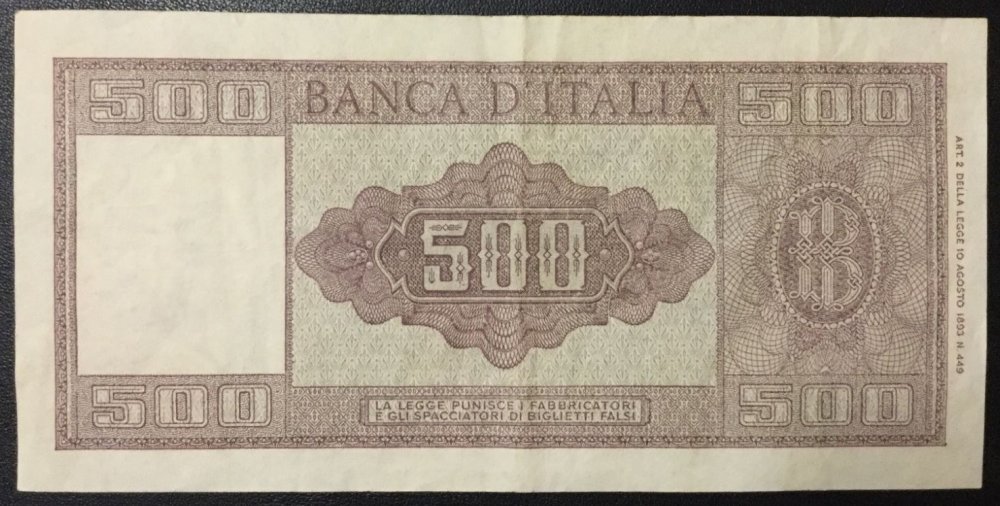 500 BANCA D'ITALIA 500
500
B
ART. 2 DELLA LEGGE 10 AGOSTO 1893 N. 449
500 500
LA LEGGE PUNISCE I FABBRICATORI
E GLI SPACCIATORI DI BIGLIETTI FALSI